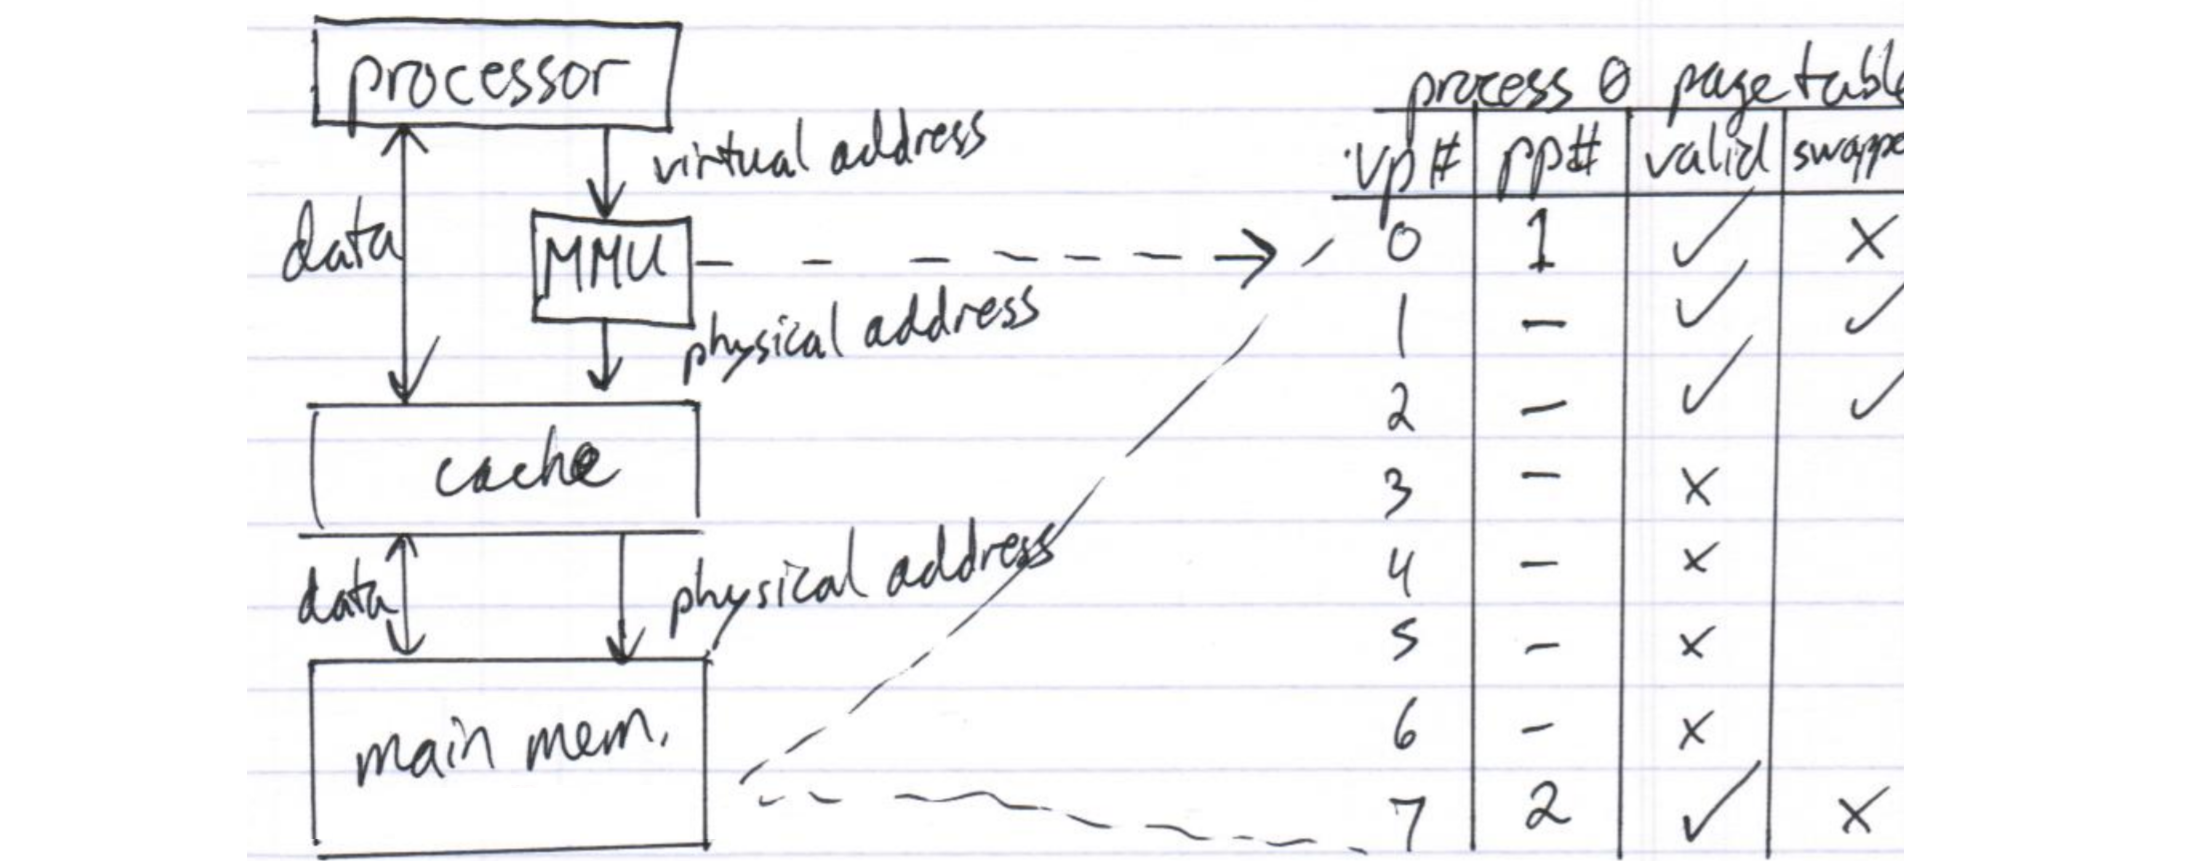 processor
virtual address
data
MMU
physical address
cache
data
physical address
main mem.
process 0 page table
vp# pp# valid swappe
0 1 ✓ ×
1 – ✓ ✓
2 – ✓ ✓
3 – ×
4 – ×
5 – ×
6 – ×
7 2 ✓ ×